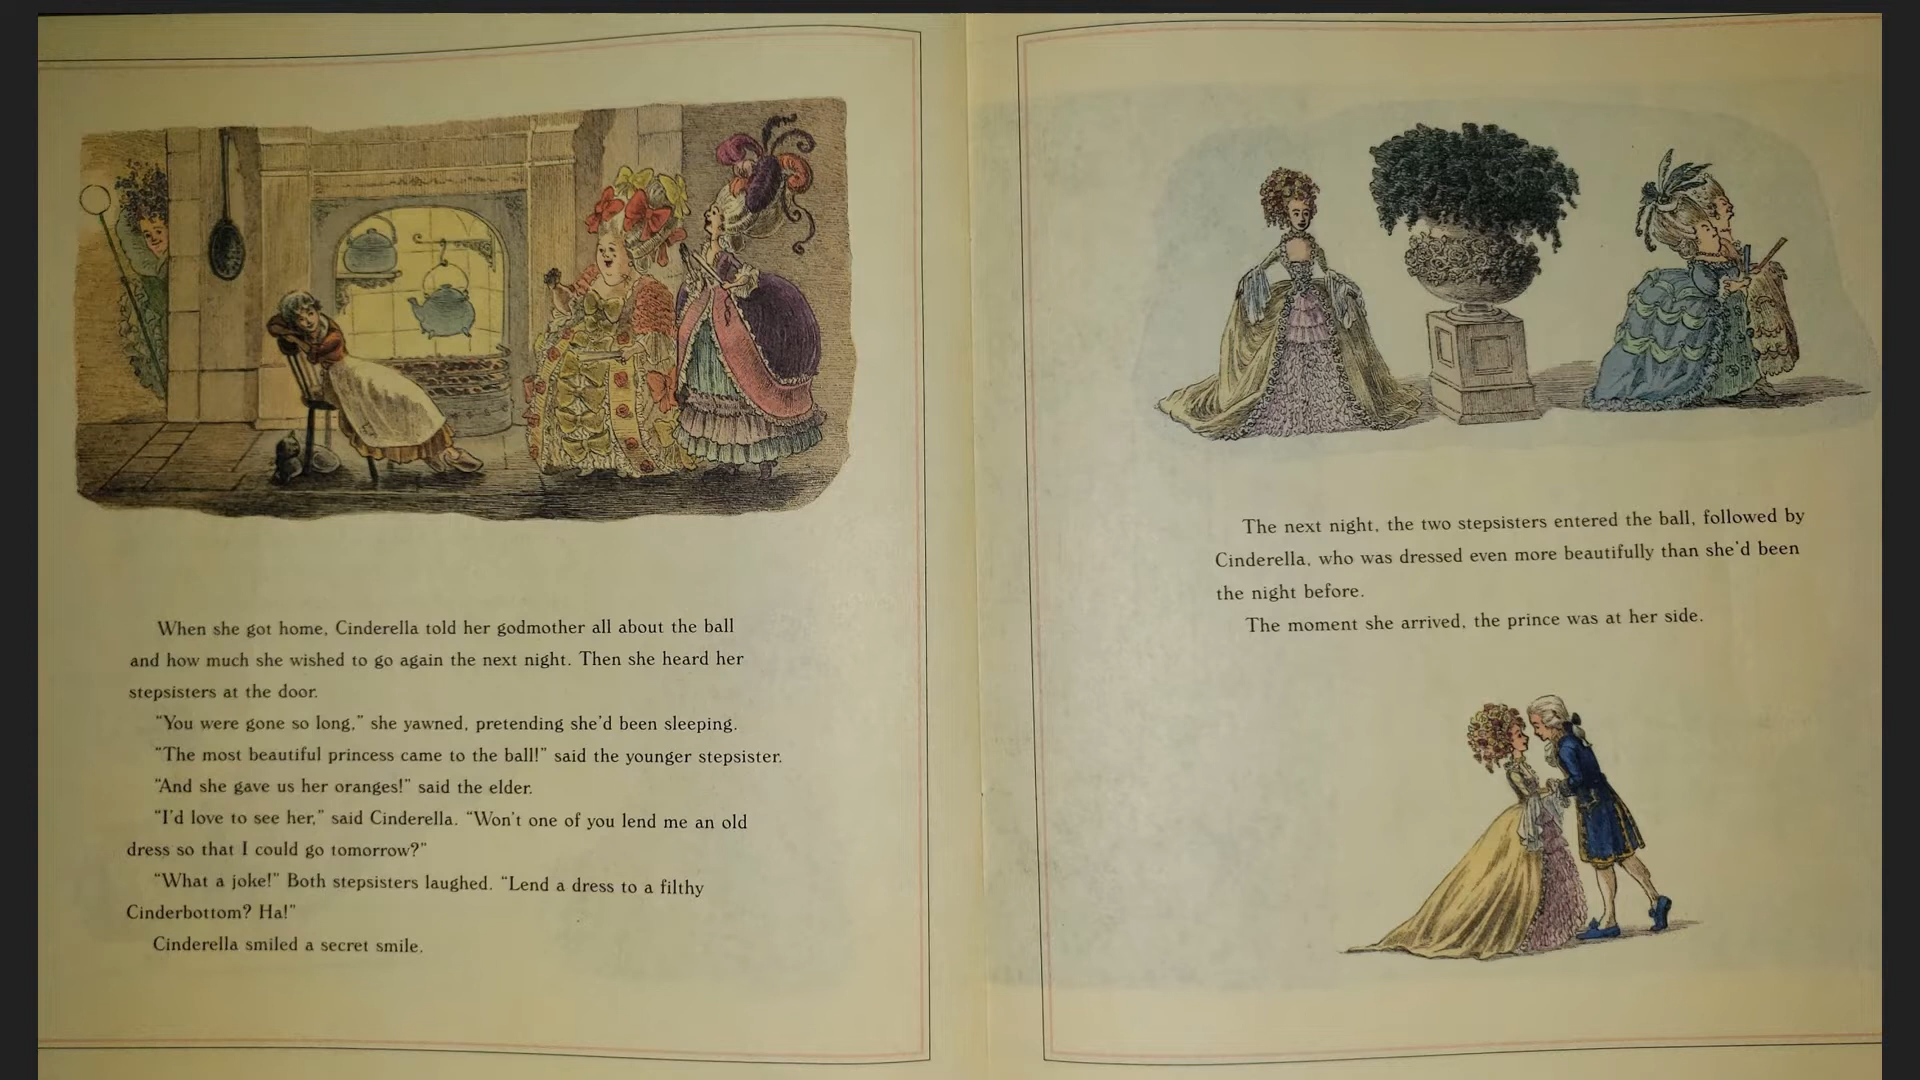 When she got home, Cinderella told her godmother all about the ball
and how much she wished to go again the next night. Then she heard her
stepsisters at the door.
“You were gone so long,” she yawned, pretending she’d been sleeping.
“The most beautiful princess came to the ball!” said the younger stepsister.
“And she gave us her oranges!” said the elder.
“I’d love to see her,” said Cinderella. “Won’t one of you lend me an old
dress so that I could go tomorrow?”
“What a joke!” Both stepsisters laughed. “Lend a dress to a filthy
Cinderbottom? Ha!”
Cinderella smiled a secret smile.
The next night, the two stepsisters entered the ball, followed by
Cinderella, who was dressed even more beautifully than she’d been
the night before.
The moment she arrived, the prince was at her side.